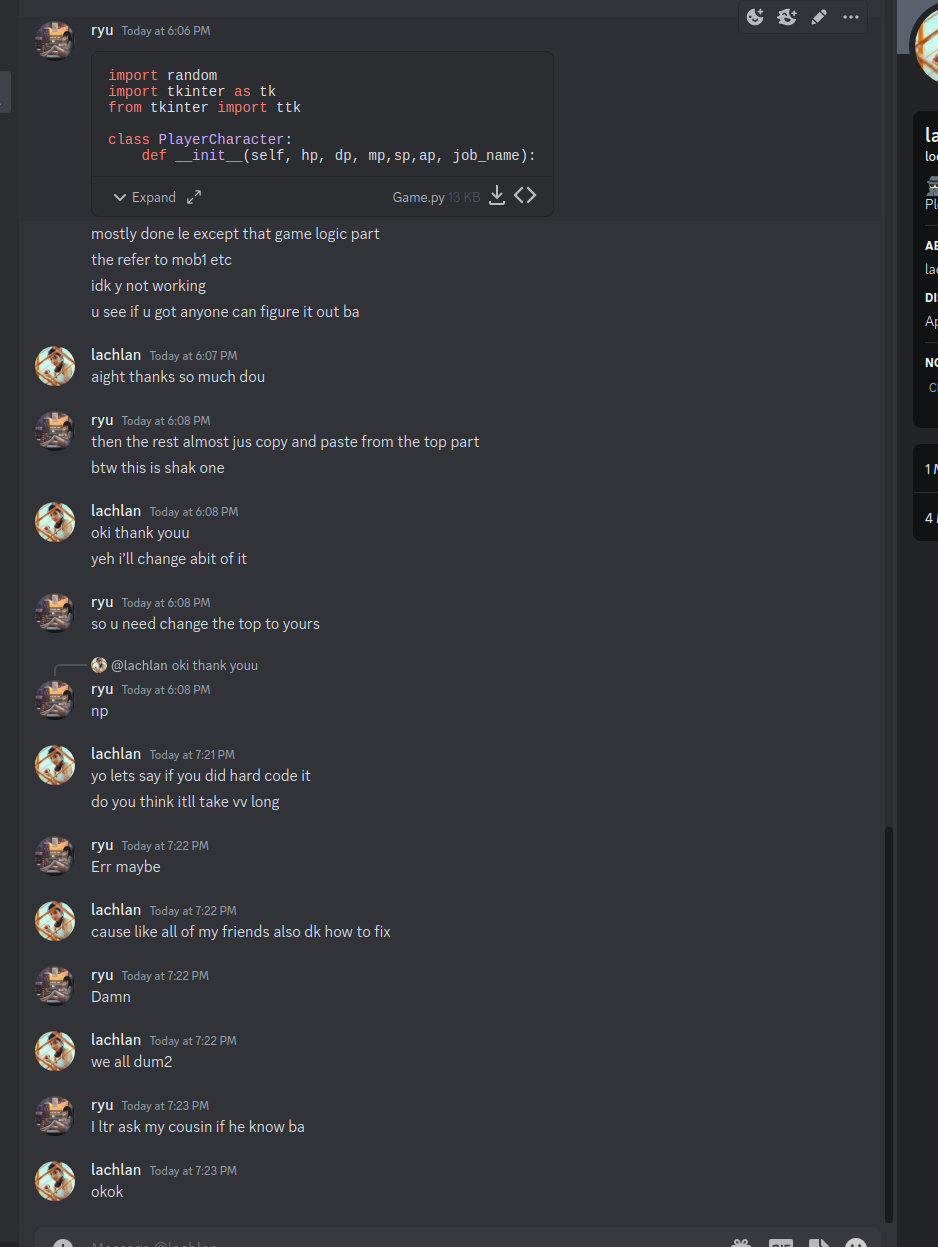 ryu Today at 6:06 PM
import random
import tkinter as tk
from tkinter import ttk
class PlayerCharacter:
def __init__(self, hp, dp, mp,sp,ap, job_name):
Expand Game.py 13 KB
mostly done le except that game logic part
the refer to mob1 etc
idk y not working
u see if u got anyone can figure it out ba
lachlan Today at 6:07 PM
aight thanks so much dou
ryu Today at 6:08 PM
then the rest almost jus copy and paste from the top part
btw this is shak one
lachlan Today at 6:08 PM
oki thank youu
yeh i’ll change abit of it
ryu Today at 6:08 PM
so u need change the top to yours
@lachlan oki thank youu
ryu Today at 6:08 PM
np
lachlan Today at 7:21 PM
yo lets say if you did hard code it
do you think itll take vv long
ryu Today at 7:22 PM
Err maybe
lachlan Today at 7:22 PM
cause like all of my friends also dk how to fix
ryu Today at 7:22 PM
Damn
lachlan Today at 7:22 PM
we all dum2
ryu Today at 7:23 PM
I ltr ask my cousin if he know ba
lachlan Today at 7:23 PM
okok
Message @lachlan
GIF
la
lo
Pl
AB
la
DI
Ap
NO
1
4